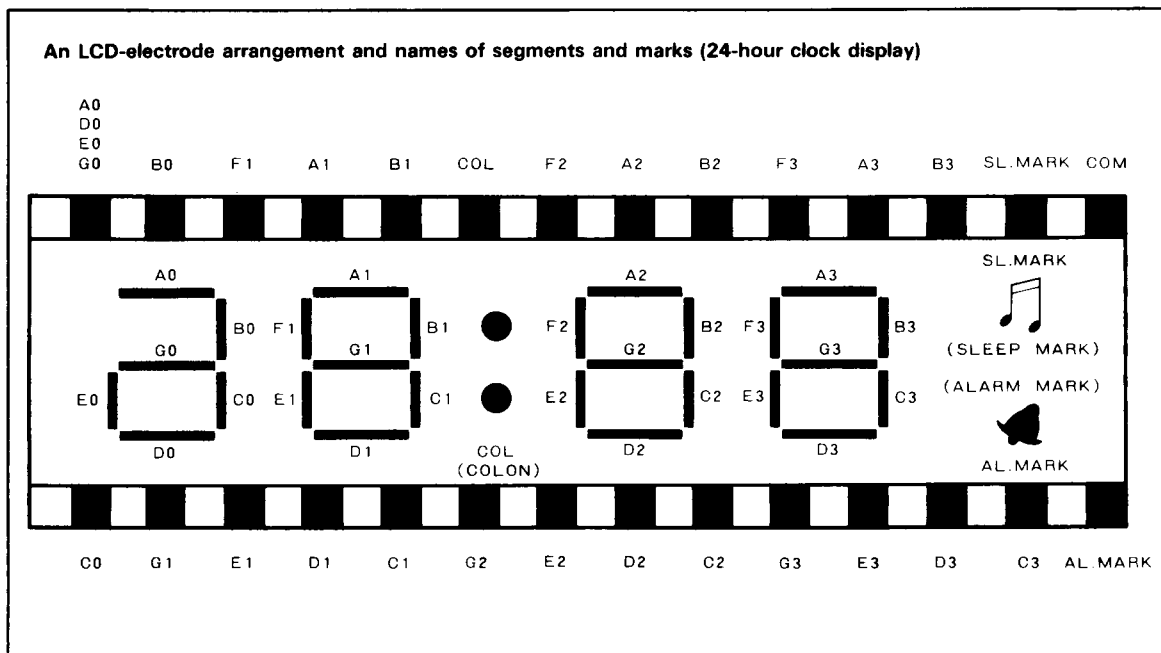 An LCD-electrode arrangement and names of segments and marks (24-hour clock display)
A0
D0
E0
G0 B0 F1 A1 B1 COL F2 A2 B2 F3 A3 B3 SL.MARK COM
A0 A1 A2 A3 SL.MARK
F1 B0 B1 F2 B2 F3 B3
G0 G1 G2 G3 (SLEEP MARK)
E0 C0 E1 C1 E2 C2 E3 C3 (ALARM MARK)
D0 D1 COL D2 D3
(COLON) AL.MARK
C0 G1 E1 D1 C1 G2 E2 D2 C2 G3 E3 D3 C3 AL.MARK